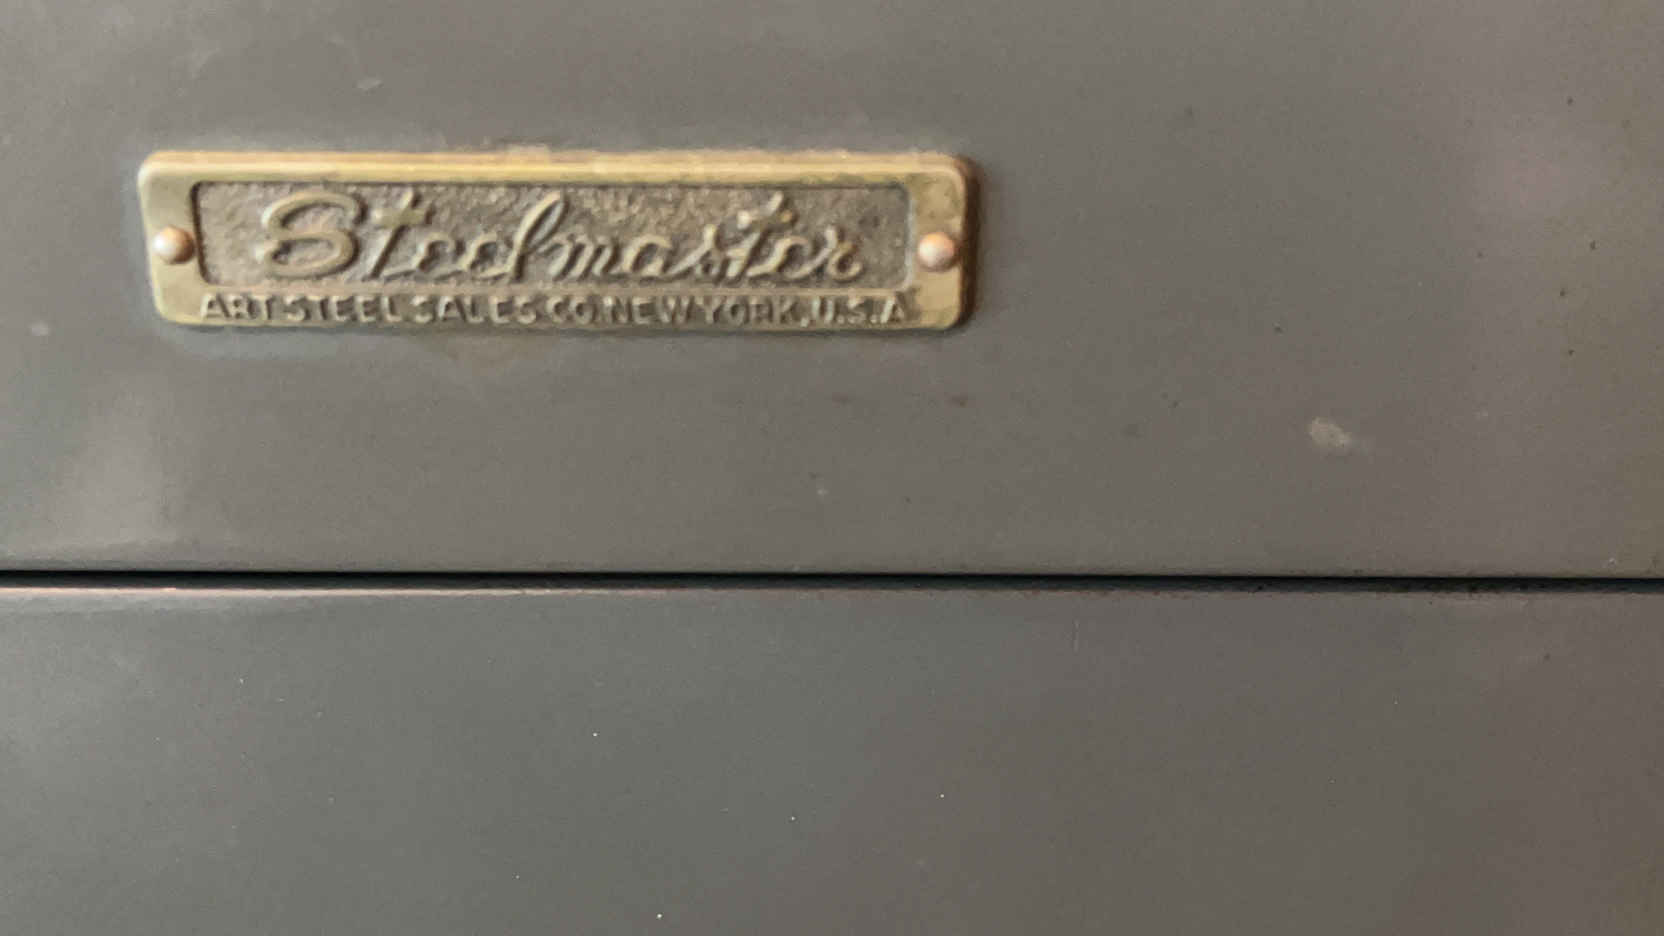 Steelmaster
ART STEEL SALES CO. NEW YORK, U.S.A